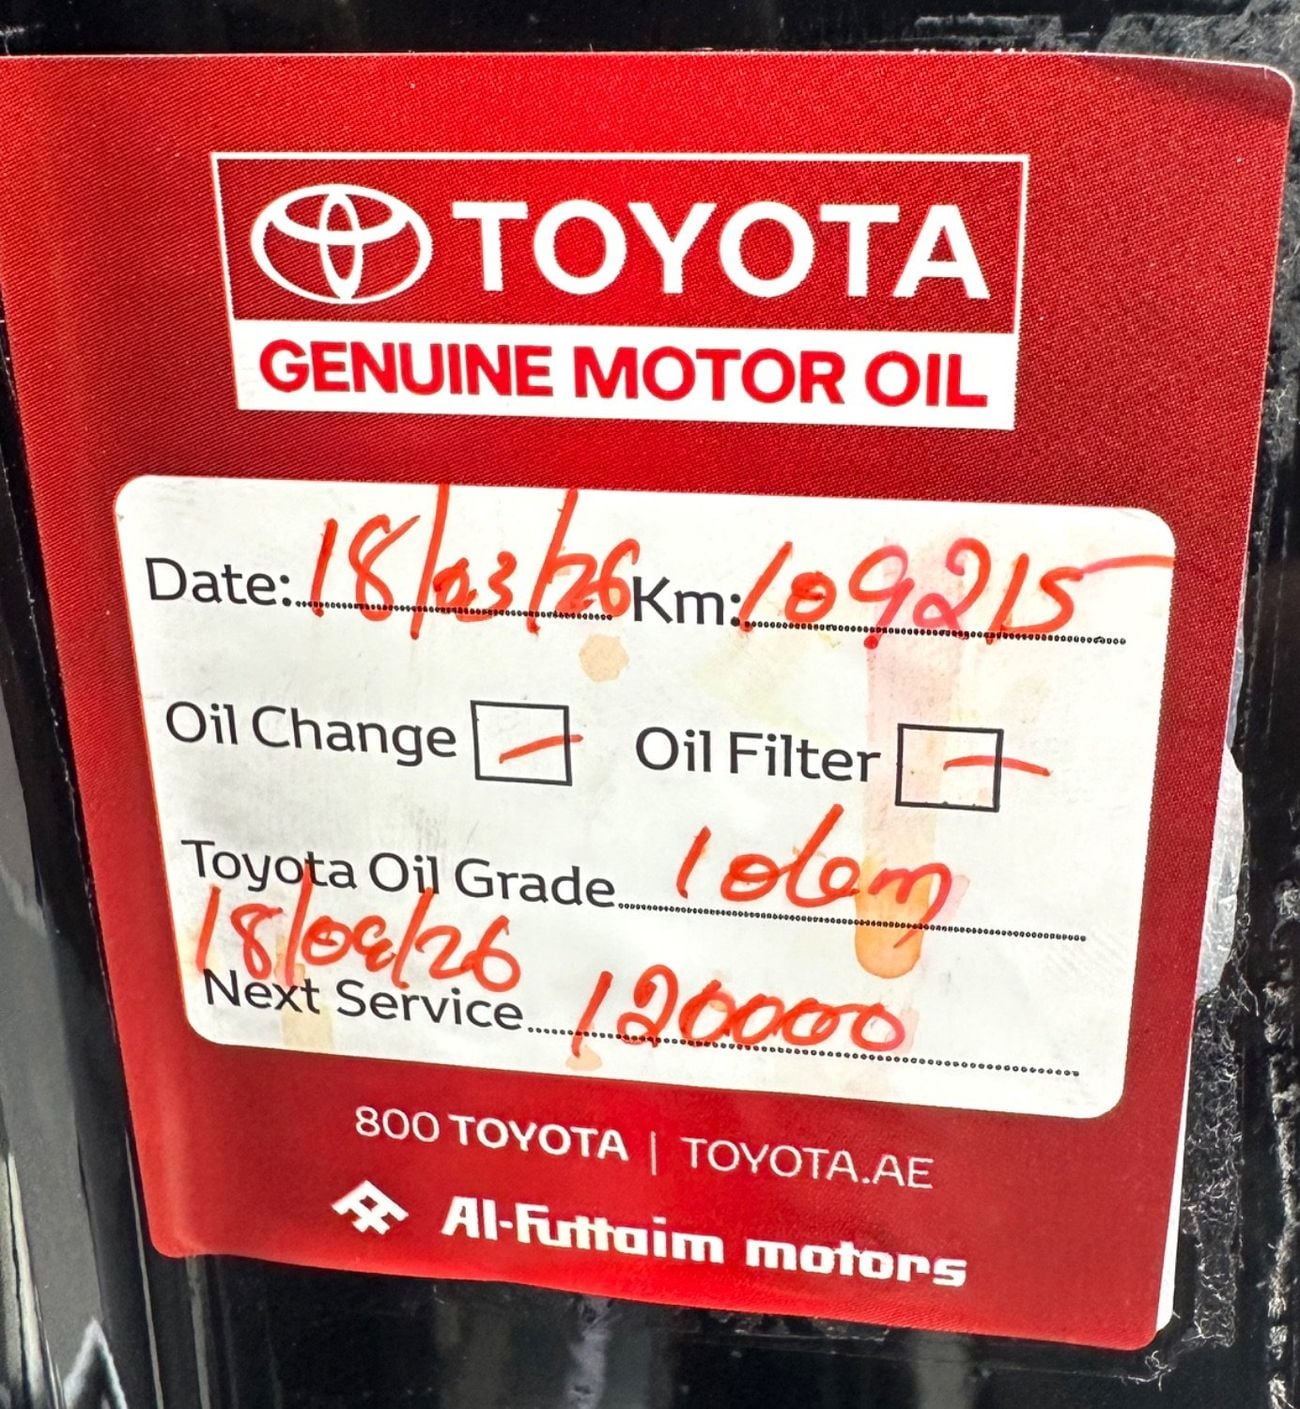 TOYOTA
GENUINE MOTOR OIL
Date: 18/03/26 Km: 109215
Oil Change Oil Filter
Toyota Oil Grade
18/09/26
Next Service 120000
800 TOYOTA | TOYOTA.AE
Al-Futtaim motors